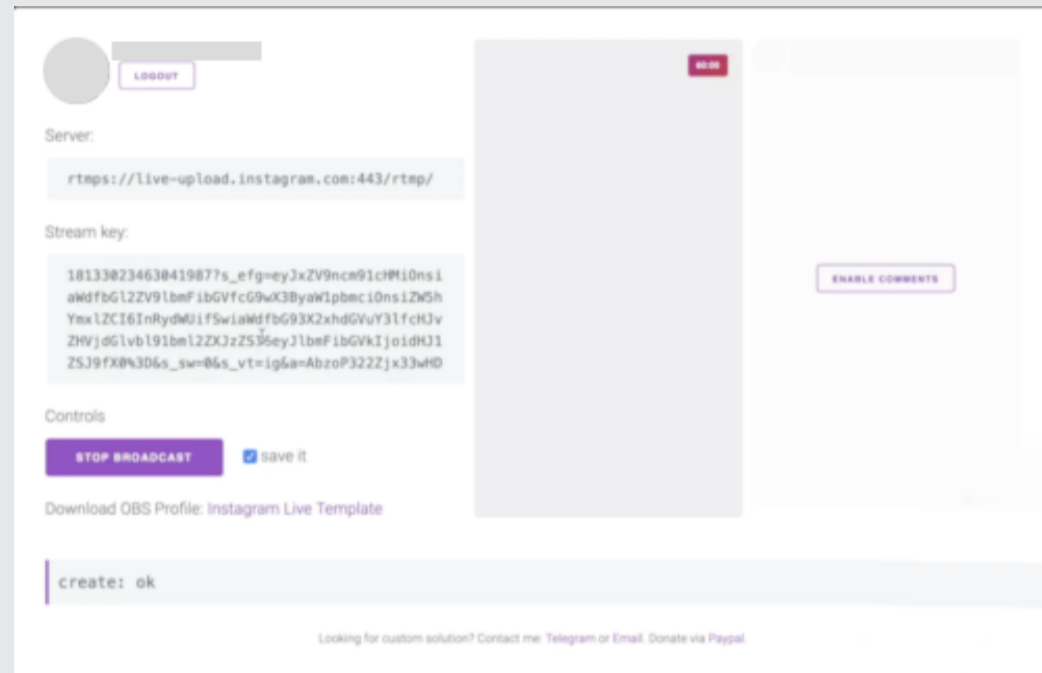 LOGOUT
60:00
Server:
rtmps://live-upload.instagram.com:443/rtmp/
Stream key:
18133023463041987?s_efg=eyJxZV9ncm91cHMiOnsi
aWdfbGl2ZV9lbmFibGVfcG9wX3ByaW1pbmciOnsiZW5h
YmxlZCI6InRydWUifSwiaWdfbG93X2xhdGVuY3lfcHJv
ZHVjdGlvbl91bml2ZXJzZSI6eyJlbmFibGVkIjoidHJ1
ZSJ9fX0%3D&s_sw=0&s_vt=ig&a=AbzoP322Zjx33wHD
ENABLE COMMENTS
Controls
STOP BROADCAST
save it
Download OBS Profile: Instagram Live Template
create: ok
Looking for custom solution? Contact me: Telegram or Email. Donate via Paypal.